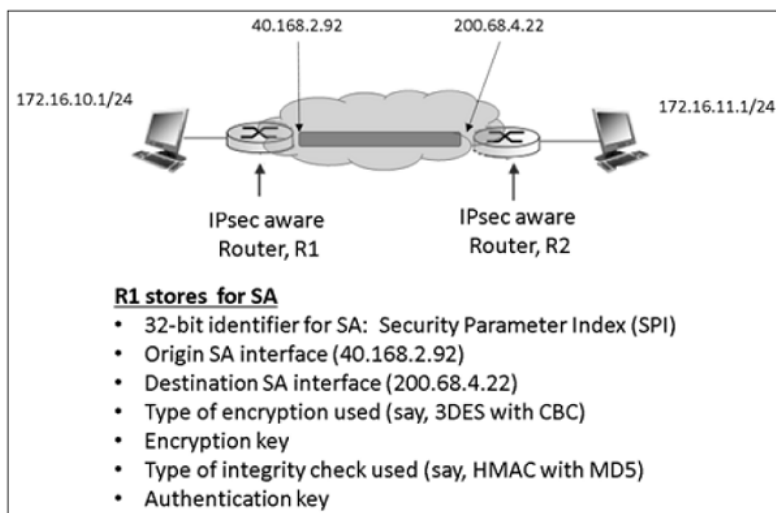 40.168.2.92
200.68.4.22
172.16.10.1/24
172.16.11.1/24
IPsec aware
Router, R1
IPsec aware
Router, R2
R1 stores for SA
• 32-bit identifier for SA: Security Parameter Index (SPI)
• Origin SA interface (40.168.2.92)
• Destination SA interface (200.68.4.22)
• Type of encryption used (say, 3DES with CBC)
• Encryption key
• Type of integrity check used (say, HMAC with MD5)
• Authentication key